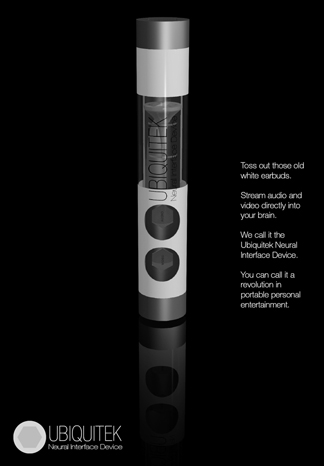 UBIQUITEK
Toss out those old
white earbuds.
Stream audio and
video directly into
your brain.
We call it the
Ubiquitek Neural
Interface Device.
You can call it a
revolution in
portable personal
entertainment.
UBIQUITEK
Neural Interface Device